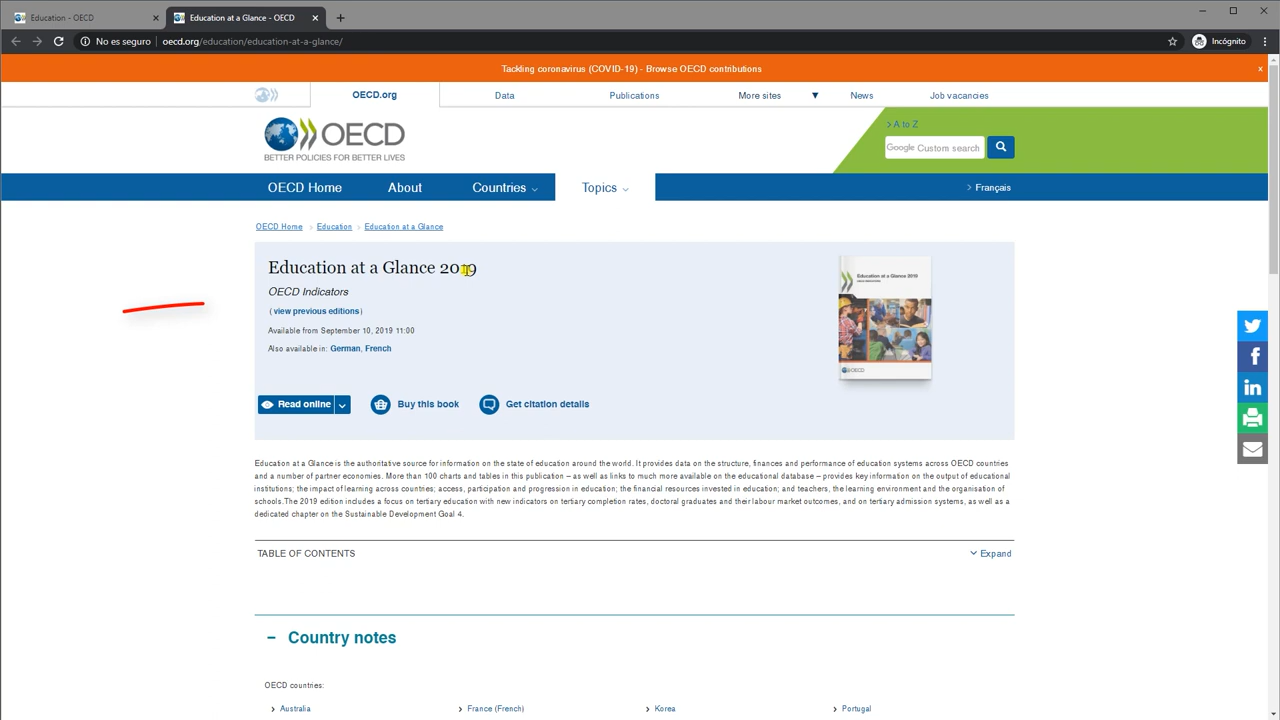 Education - OECD
Education at a Glance - OECD
No es seguro
oecd.org/education/education-at-a-glance/
Incógnito
Tackling coronavirus (COVID-19) - Browse OECD contributions
x
OECD.org
Data
Publications
More sites
News
Job vacancies
OECD
BETTER POLICIES FOR BETTER LIVES
> A to Z
Google Custom search
OECD Home
About
Countries
Topics
> Français
OECD Home > Education > Education at a Glance
Education at a Glance 2019
OECD Indicators
(view previous editions)
Available from September 10, 2019 11:00
Also available in: German, French
Read online
Buy this book
Get citation details
Education at a Glance 2019
OECD
Education at a Glance is the authoritative source for information on the state of education around the world. It provides data on the structure, finances and performance of education systems across OECD countries
and a number of partner economies. More than 100 charts and tables in this publication – as well as links to much more available on the educational database – provides key information on the output of educational
institutions; the impact of learning across countries; access, participation and progression in education; the financial resources invested in education; and teachers, the learning environment and the organisation of
schools.The 2019 edition includes a focus on tertiary education with new indicators on tertiary completion rates, doctoral graduates and their labour market outcomes, and on tertiary admission systems, as well as a
dedicated chapter on the Sustainable Development Goal 4.
TABLE OF CONTENTS
Expand
– Country notes
OECD countries:
> Australia
> France (French)
> Korea
> Portugal